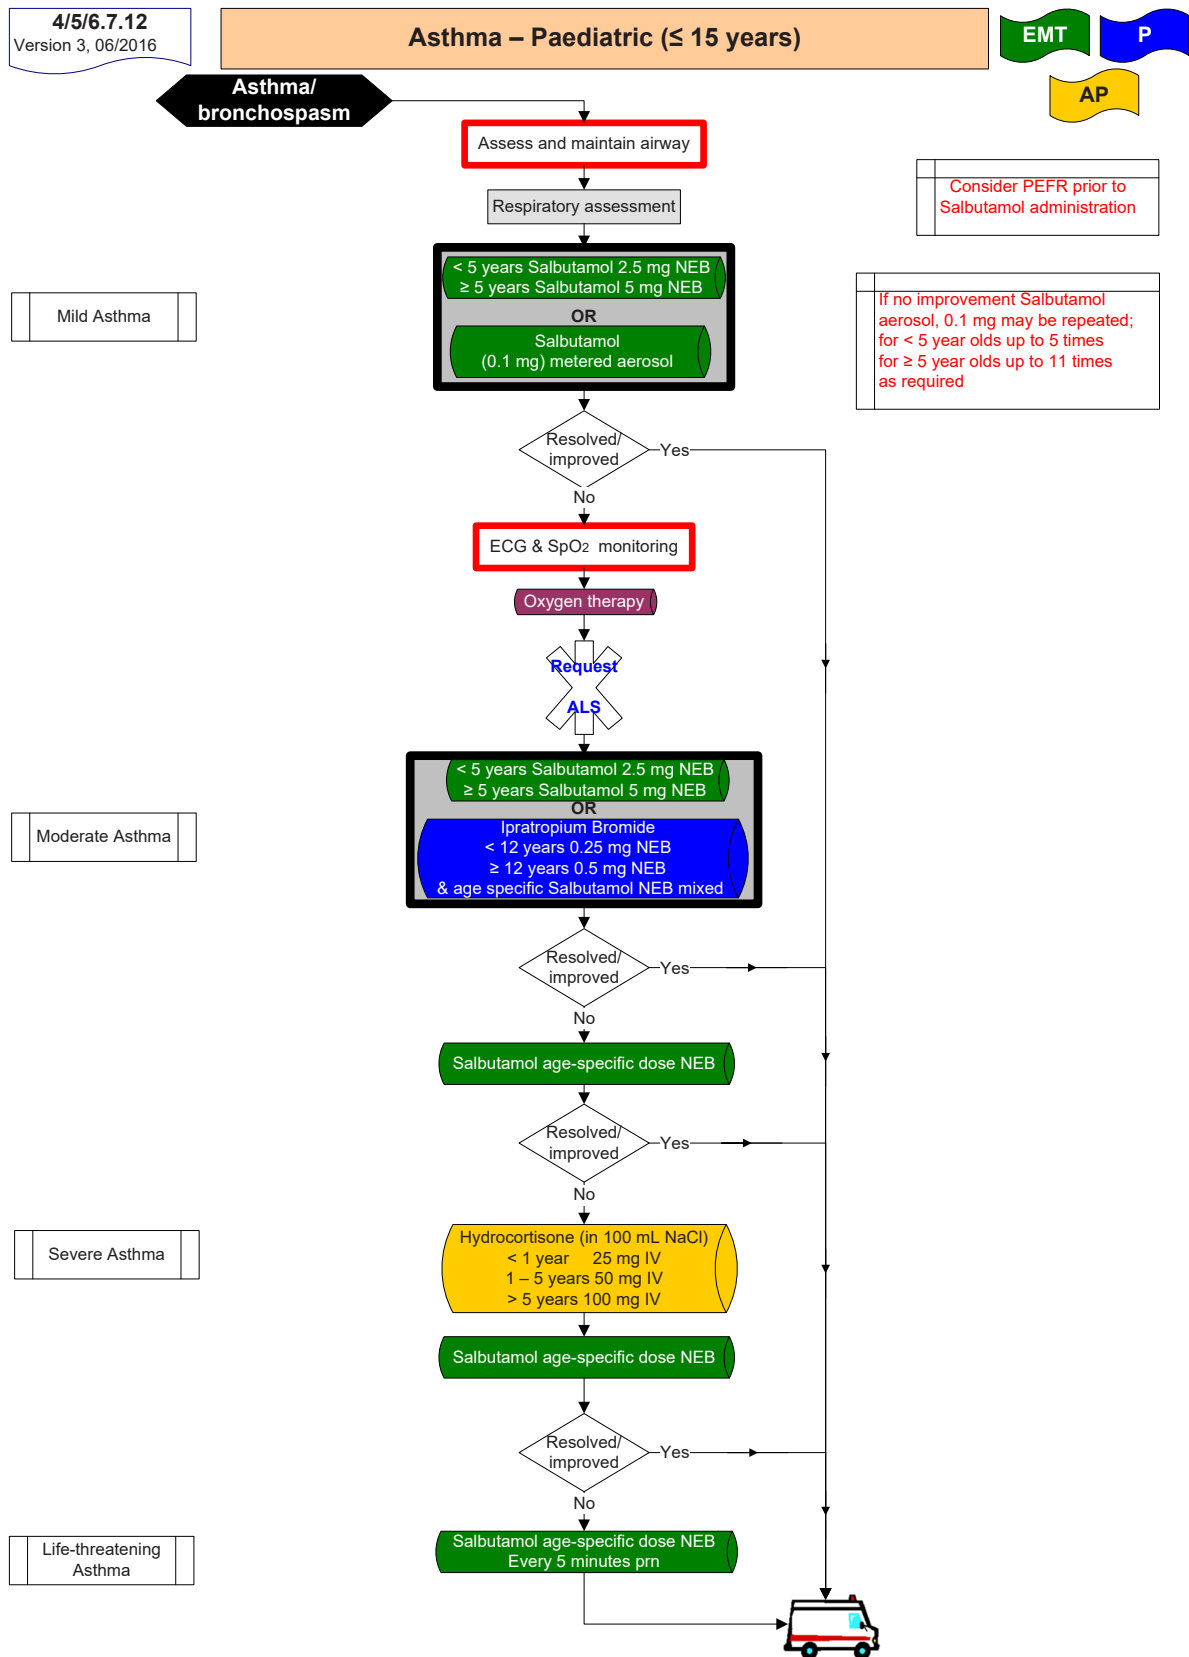 4/5/6.7.12
Version 3, 06/2016
Asthma – Paediatric (≤ 15 years)
EMT
P
AP
Asthma/
bronchospasm
Assess and maintain airway
Respiratory assessment
Consider PEFR prior to
Salbutamol administration
< 5 years Salbutamol 2.5 mg NEB
≥ 5 years Salbutamol 5 mg NEB
OR
Salbutamol
(0.1 mg) metered aerosol
Mild Asthma
If no improvement Salbutamol
aerosol, 0.1 mg may be repeated;
for < 5 year olds up to 5 times
for ≥ 5 year olds up to 11 times
as required
Resolved/
improved
Yes
No
ECG & SpO2 monitoring
Oxygen therapy
Request
ALS
< 5 years Salbutamol 2.5 mg NEB
≥ 5 years Salbutamol 5 mg NEB
OR
Ipratropium Bromide
< 12 years 0.25 mg NEB
≥ 12 years 0.5 mg NEB
& age specific Salbutamol NEB mixed
Moderate Asthma
Resolved/
improved
Yes
No
Salbutamol age-specific dose NEB
Resolved/
improved
Yes
No
Severe Asthma
Hydrocortisone (in 100 mL NaCl)
< 1 year 25 mg IV
1 – 5 years 50 mg IV
> 5 years 100 mg IV
Salbutamol age-specific dose NEB
Resolved/
improved
Yes
No
Life-threatening
Asthma
Salbutamol age-specific dose NEB
Every 5 minutes prn